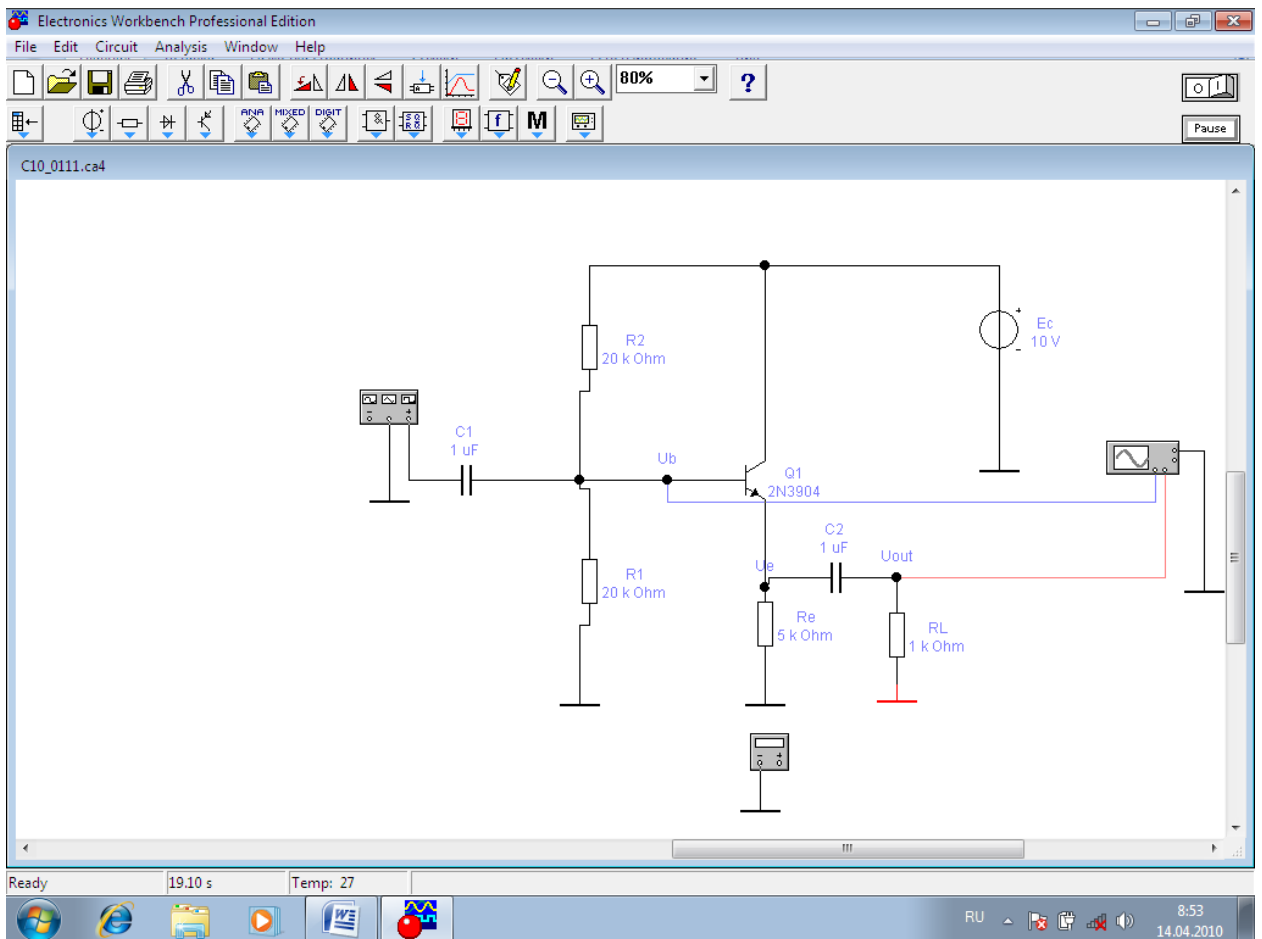 Electronics Workbench Professional Edition
File Edit Circuit Analysis Window Help
80%
?
ANA MIXED DIGIT
M
Pause
C10_0111.ca4
R2
20 k Ohm
Ec
10 V
C1
1 uF
Ub
Q1
2N3904
C2
1 uF
Uout
Ue
R1
20 k Ohm
Re
5 k Ohm
RL
1 k Ohm
Ready 19.10 s Temp: 27
RU 8:53
14.04.2010